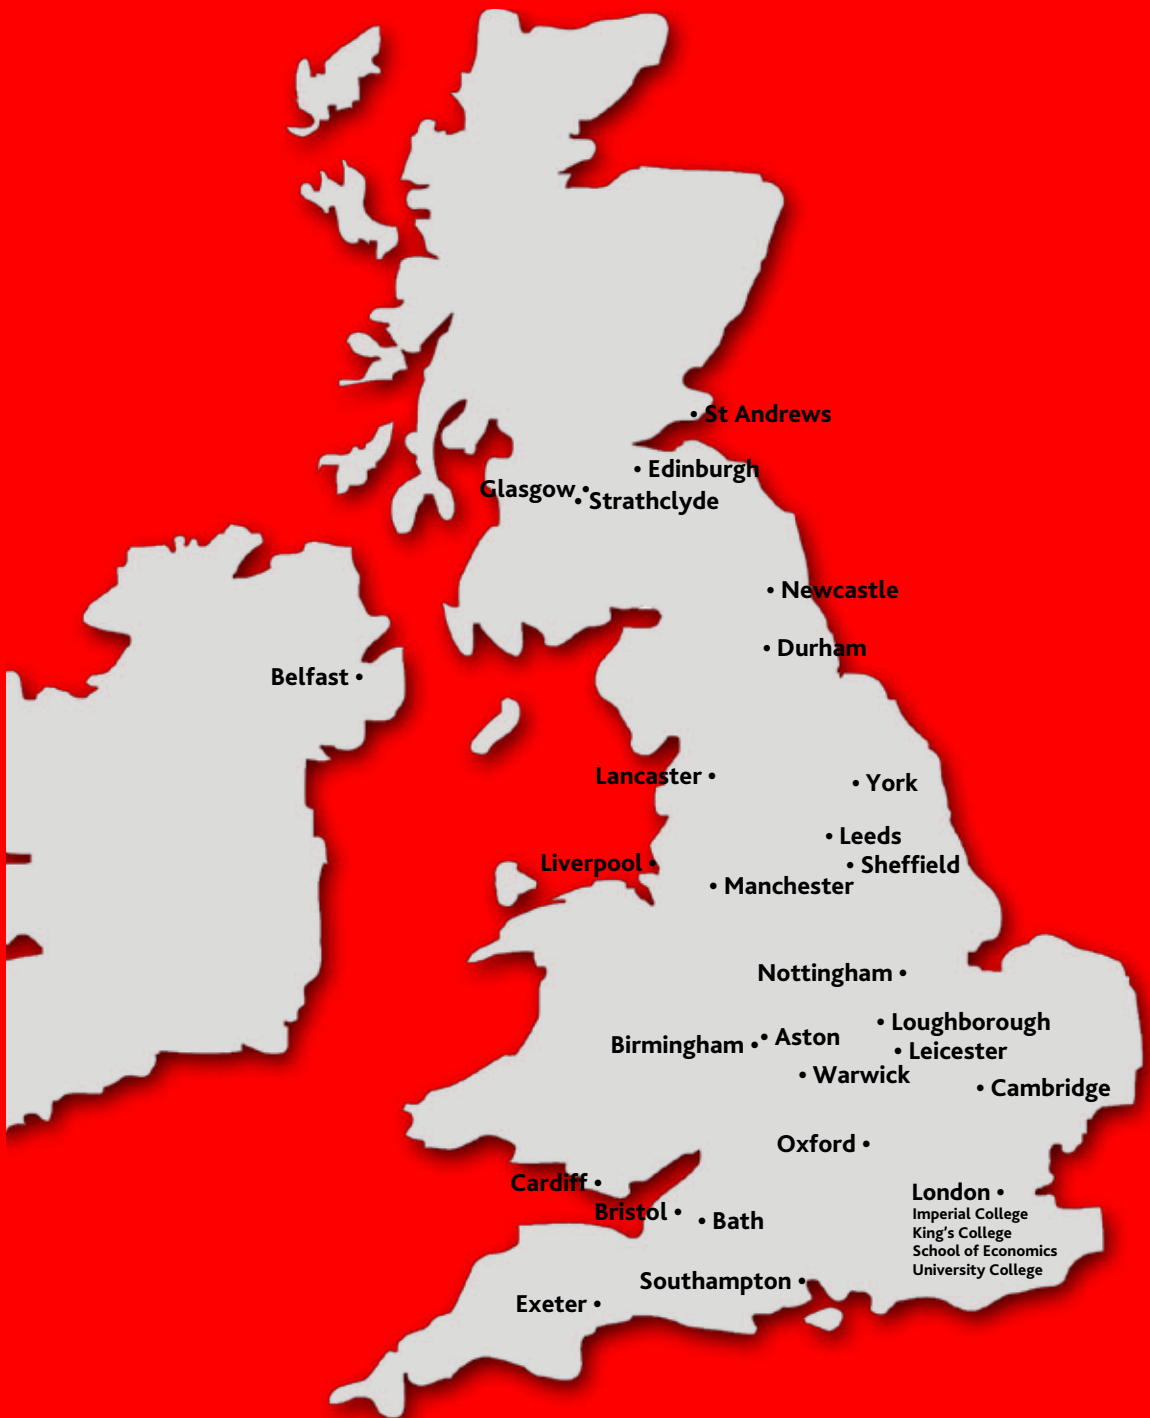 St Andrews
Edinburgh
Glasgow
Strathclyde
Newcastle
Durham
Belfast
Lancaster
York
Leeds
Liverpool
Sheffield
Manchester
Nottingham
Loughborough
Aston
Birmingham
Leicester
Warwick
Cambridge
Oxford
Cardiff
London
Imperial College
King's College
School of Economics
University College
Bristol
Bath
Southampton
Exeter